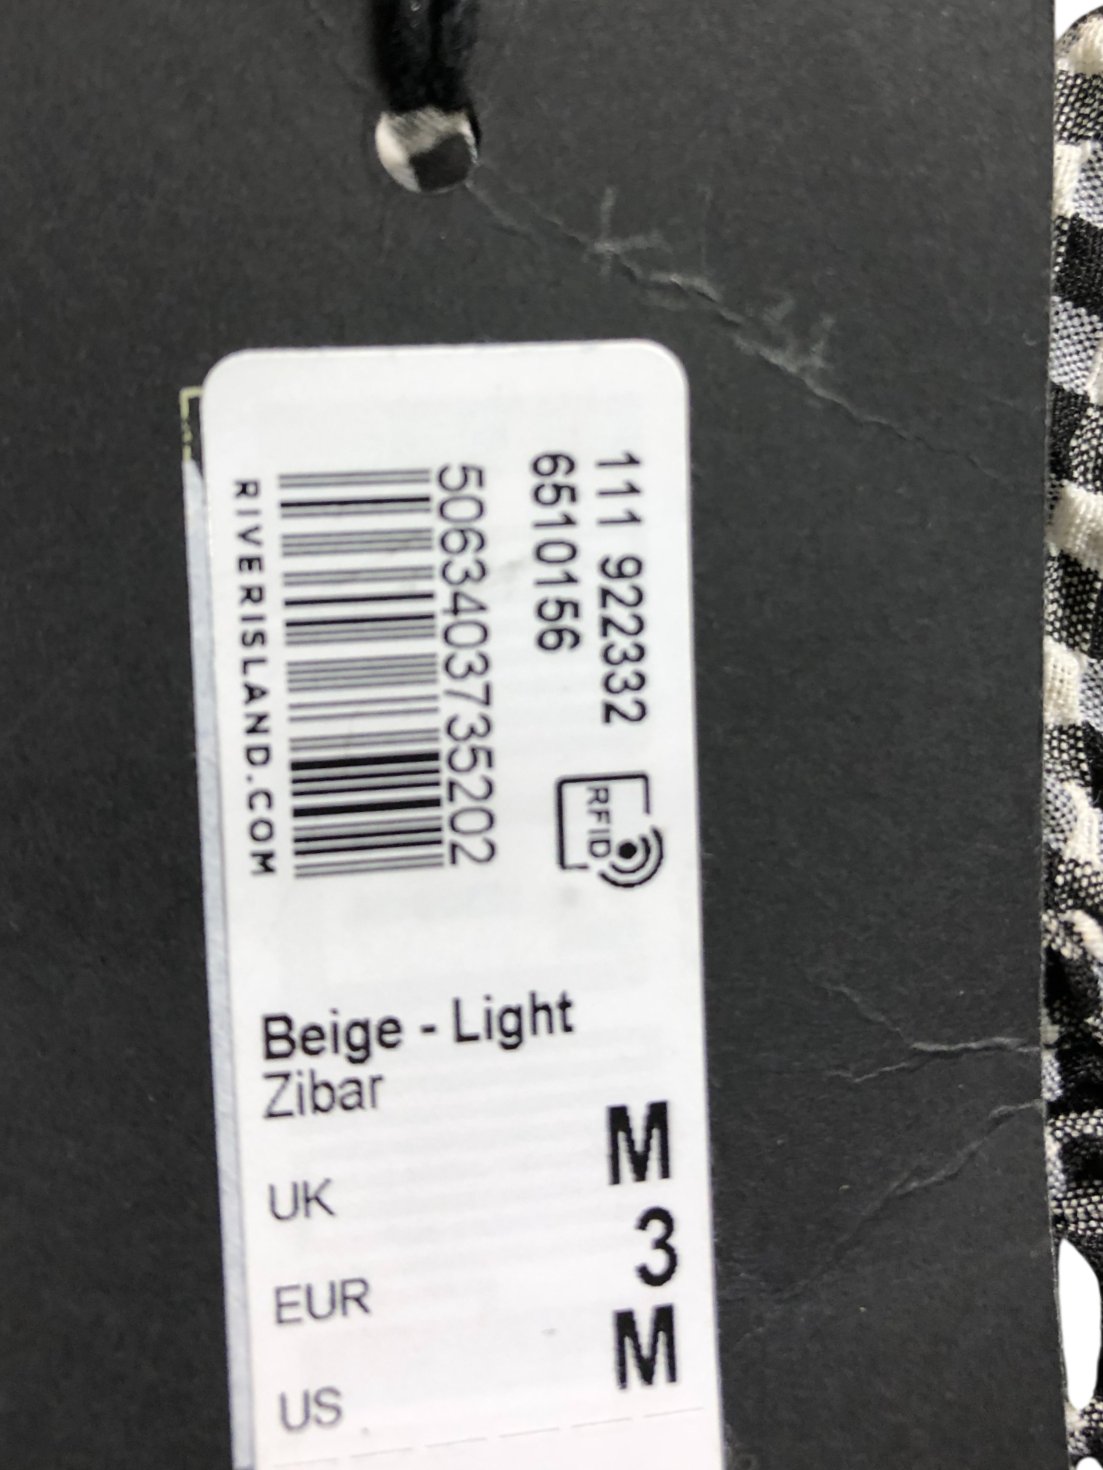 111 922332
6510156
RFID
5063403735202
RIVERISLAND.COM
Beige - Light
Zibar
UK M
EUR 3
US M